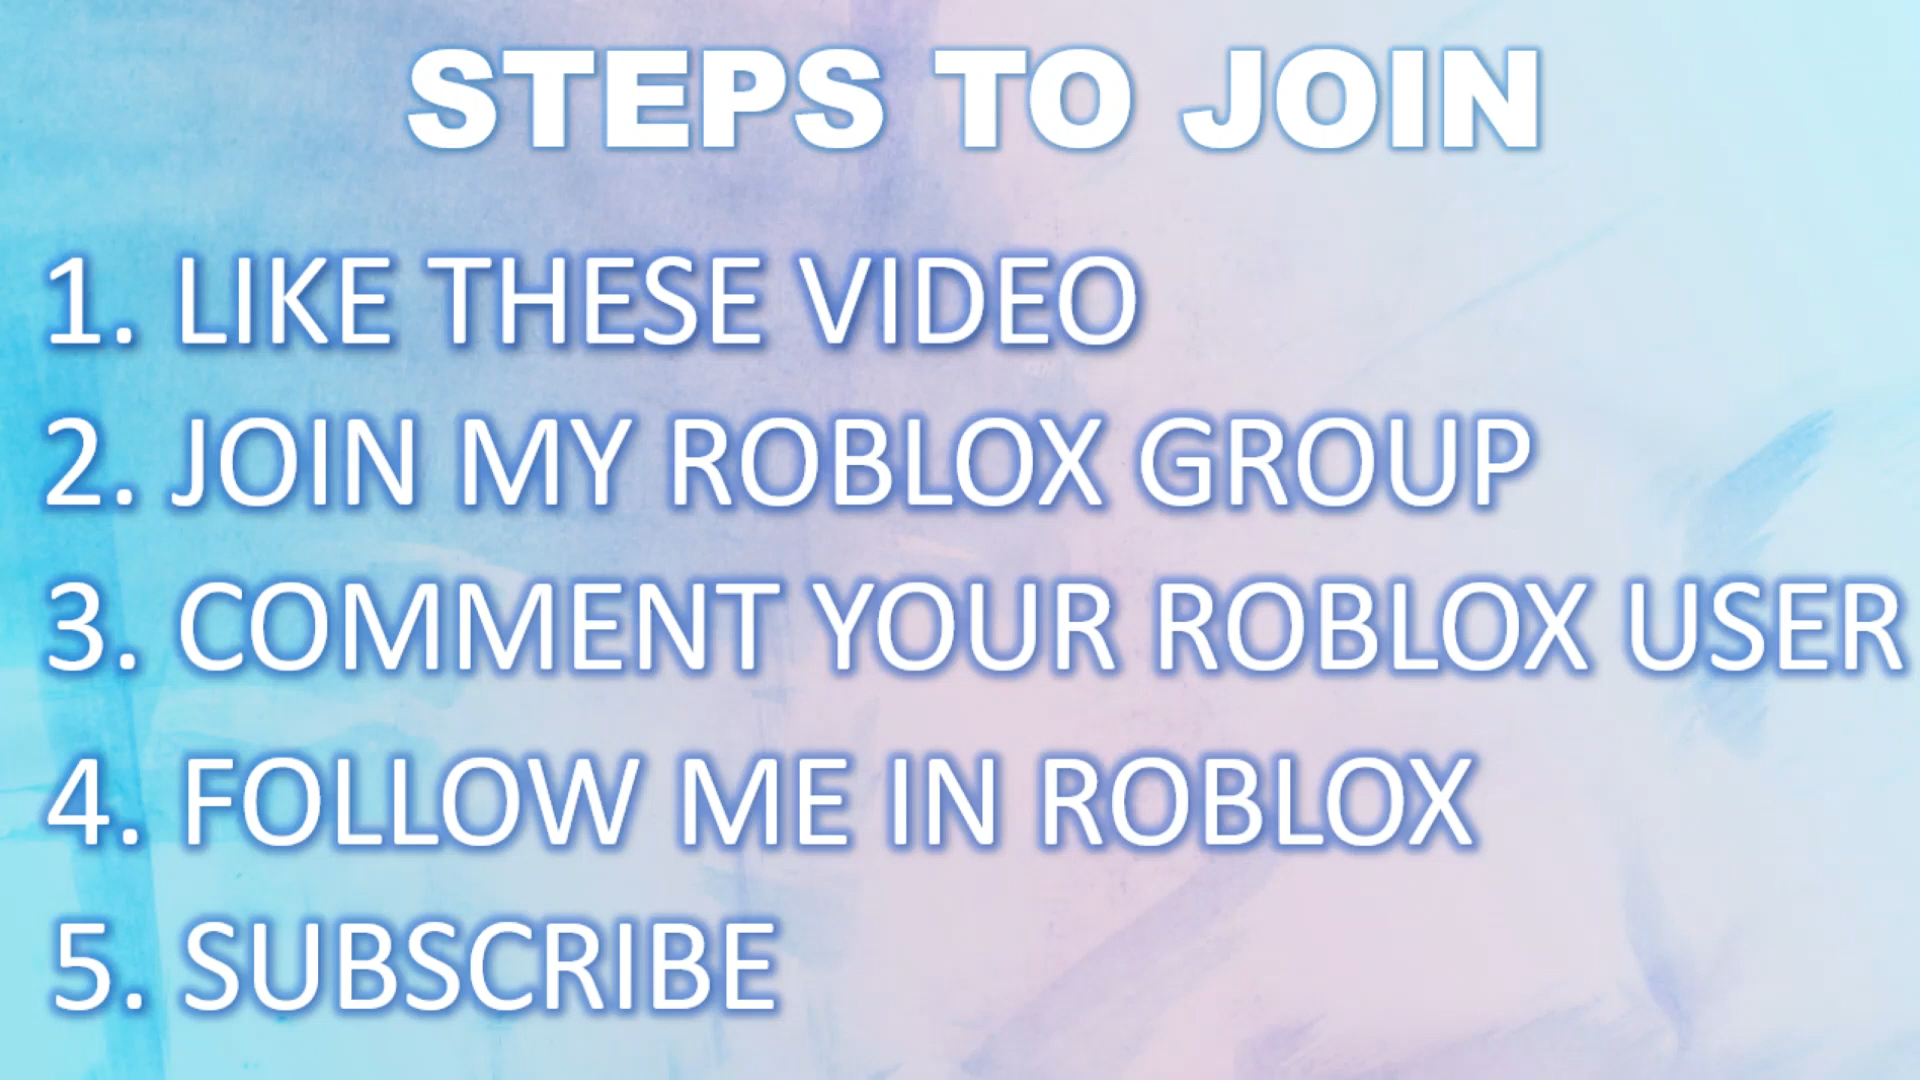 STEPS TO JOIN
1. LIKE THESE VIDEO
2. JOIN MY ROBLOX GROUP
3. COMMENT YOUR ROBLOX USER
4. FOLLOW ME IN ROBLOX
5. SUBSCRIBE